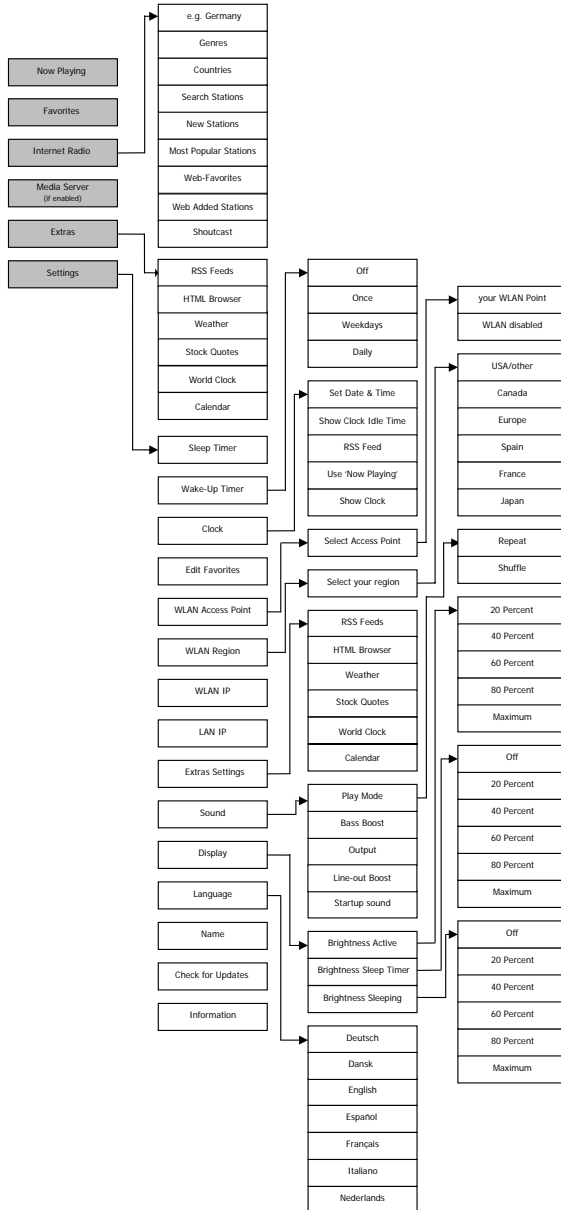 Now Playing
Favorites
Internet Radio
Media Server
(if enabled)
Extras
Settings
e.g. Germany
Genres
Countries
Search Stations
New Stations
Most Popular Stations
Web-Favorites
Web Added Stations
Shoutcast
RSS Feeds
HTML Browser
Weather
Stock Quotes
World Clock
Calendar
Sleep Timer
Wake-Up Timer
Clock
Edit Favorites
WLAN Access Point
WLAN Region
WLAN IP
LAN IP
Extras Settings
Sound
Display
Language
Name
Check for Updates
Information
Off
Once
Weekdays
Daily
Set Date & Time
Show Clock Idle Time
RSS Feed
Use 'Now Playing'
Show Clock
Select Access Point
Select your region
RSS Feeds
HTML Browser
Weather
Stock Quotes
World Clock
Calendar
Play Mode
Bass Boost
Output
Line-out Boost
Startup sound
Brightness Active
Brightness Sleep Timer
Brightness Sleeping
Deutsch
Dansk
English
Español
Français
Italiano
Nederlands
your WLAN Point
WLAN disabled
USA/other
Canada
Europe
Spain
France
Japan
Repeat
Shuffle
20 Percent
40 Percent
60 Percent
80 Percent
Maximum
Off
20 Percent
40 Percent
60 Percent
80 Percent
Maximum
Off
20 Percent
40 Percent
60 Percent
80 Percent
Maximum